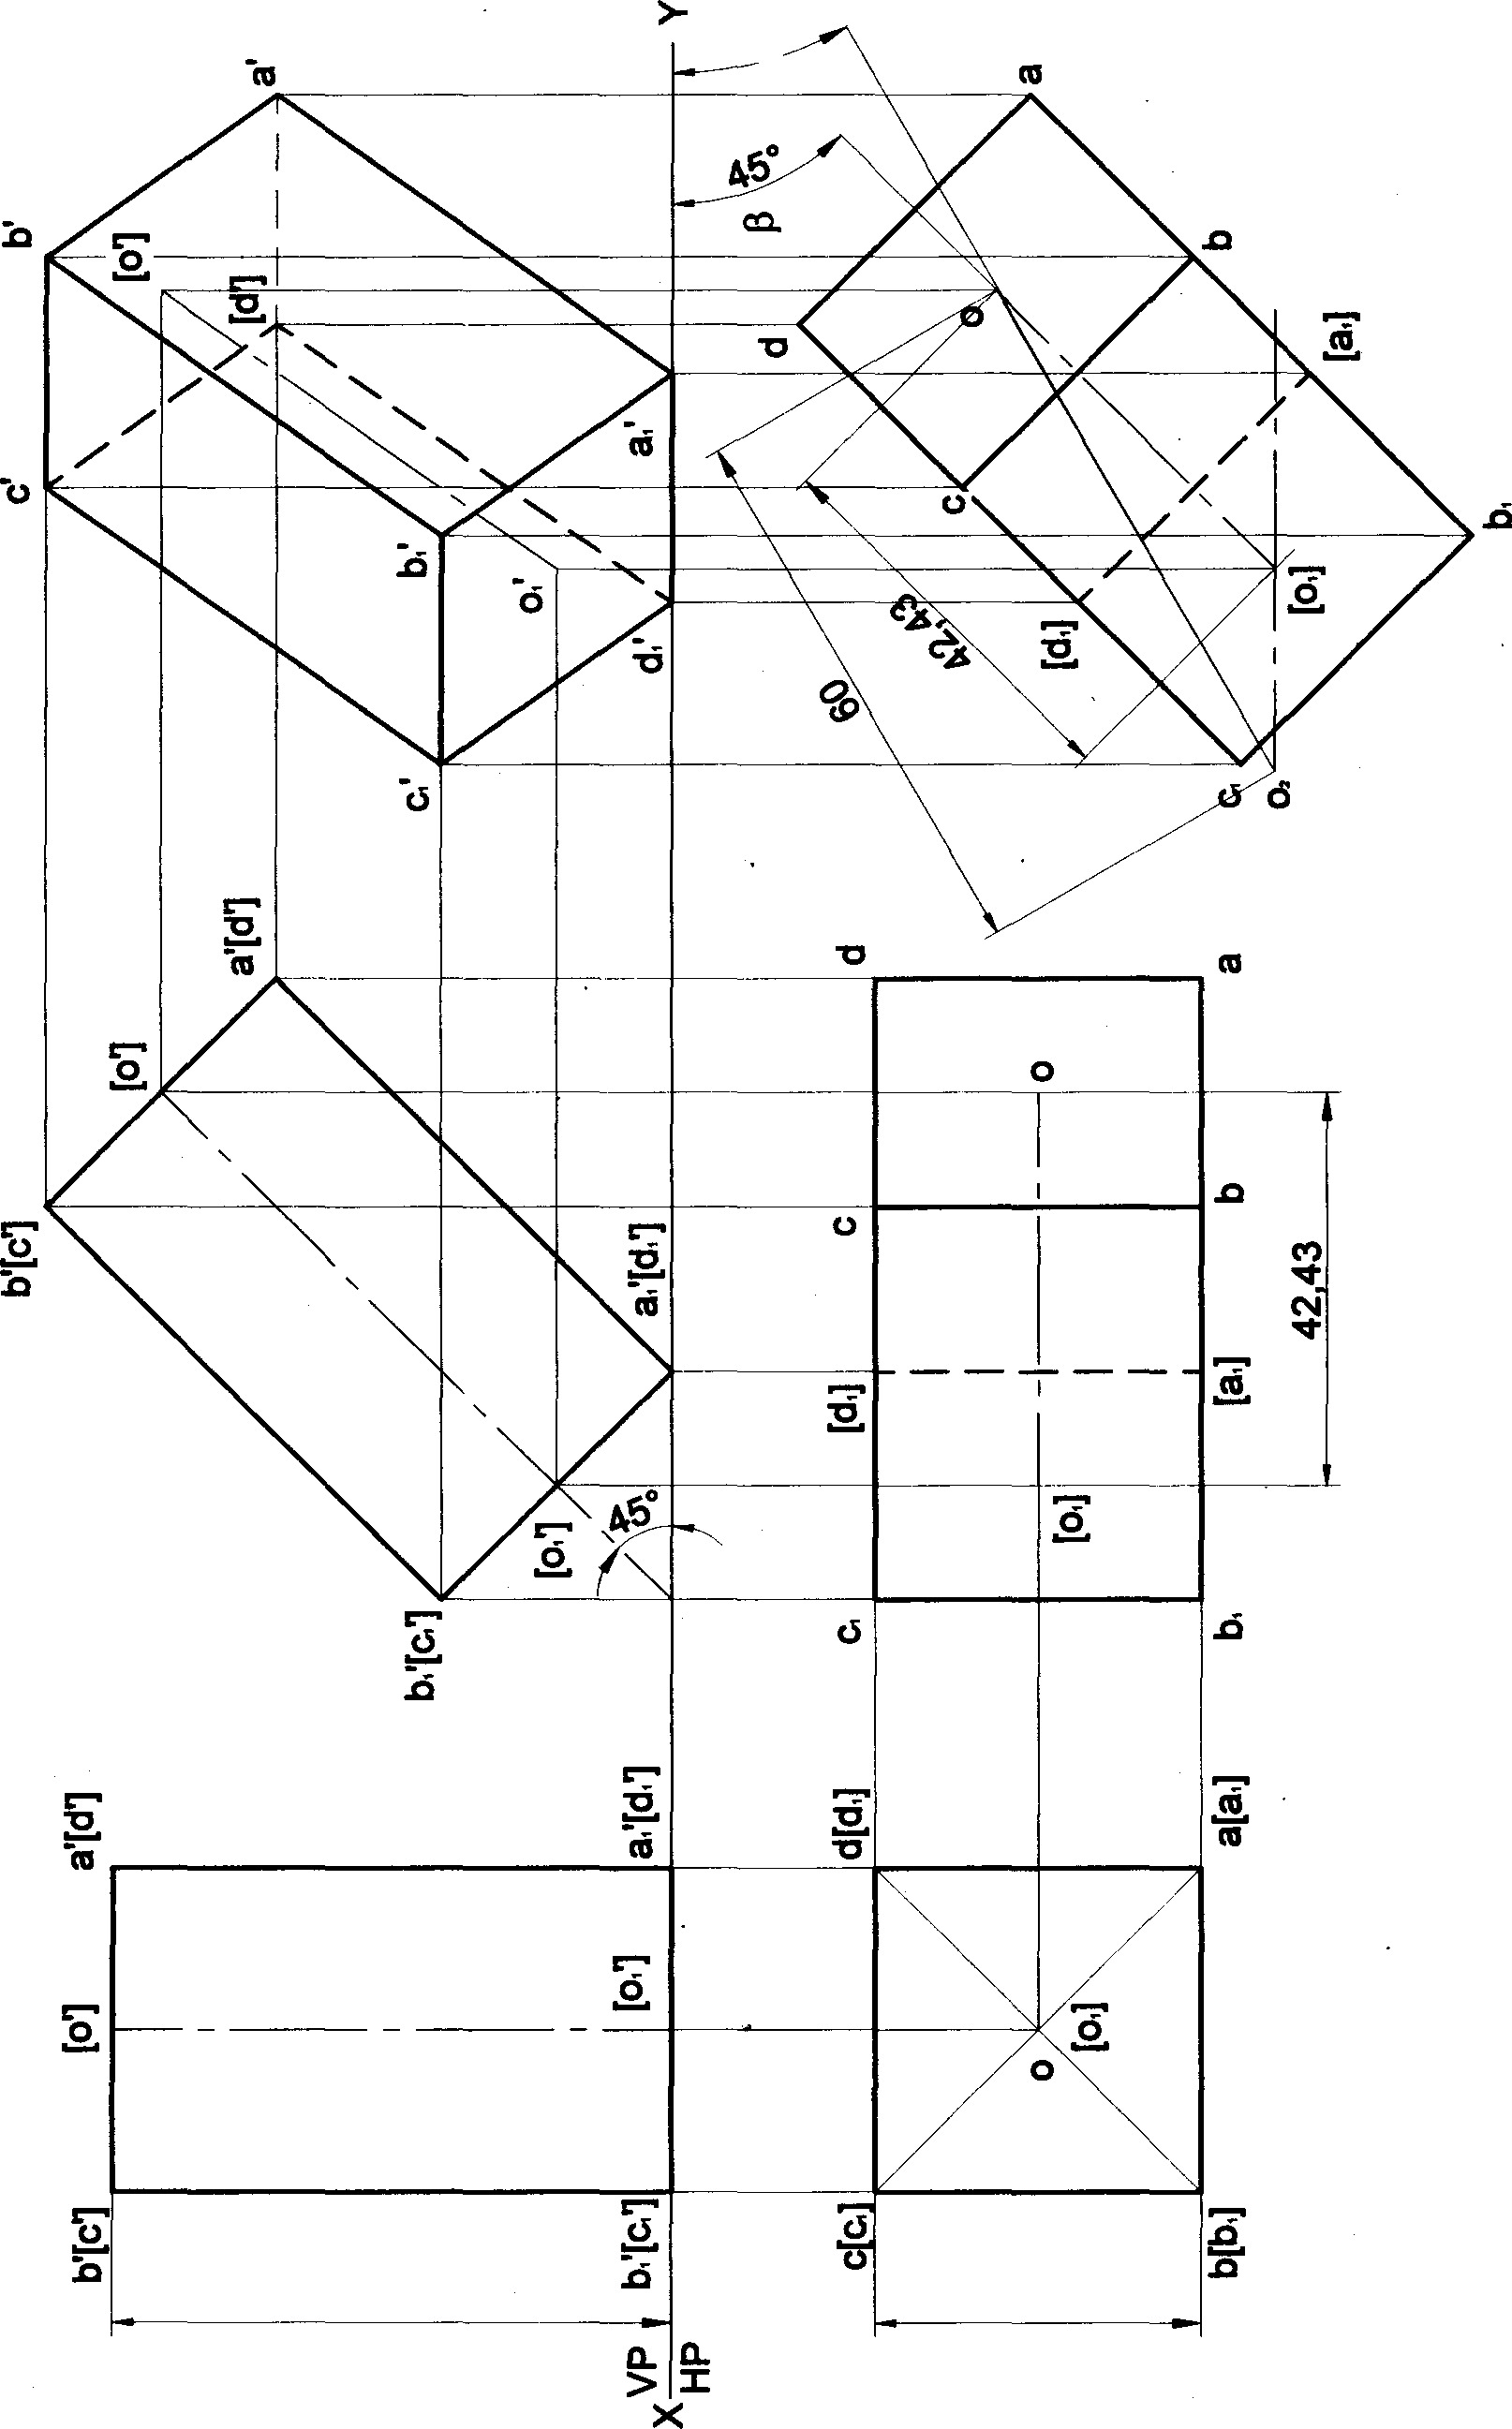 b'[c'] [o'] a'[d']
b₁'[c₁'] [o₁'] a₁'[d₁']
X VP
HP
c[c₁] d[d₁]
o [o₁]
b[b₁] a[a₁]
b'[c'] [o'] a'[d']
b₁'[c₁'] [o₁'] 45° a₁'[d₁']
c₁ [d₁] c d
[o₁] o
b₁ [a₁] b a
42,43
c' b'
[o'] [d'] a'
c₁' b₁' o₁'
d₁' a₁'
Y
45°
β
d
o a
c
60
42,43
[d₁] b
c₁ o₂ [o₁] [a₁]
b₁